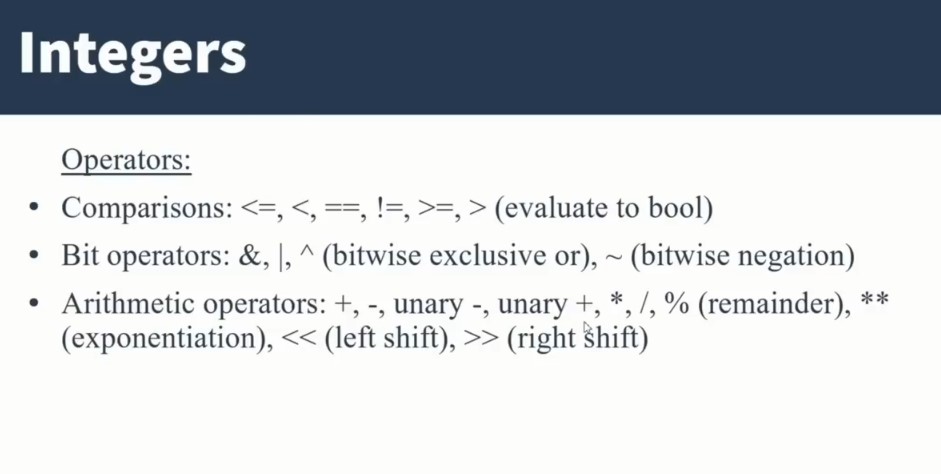 Integers
Operators:
• Comparisons: <=, <, ==, !=, >=, > (evaluate to bool)
• Bit operators: &, |, ^ (bitwise exclusive or), ~ (bitwise negation)
• Arithmetic operators: +, -, unary -, unary +, *, /, % (remainder), **
(exponentiation), << (left shift), >> (right shift)